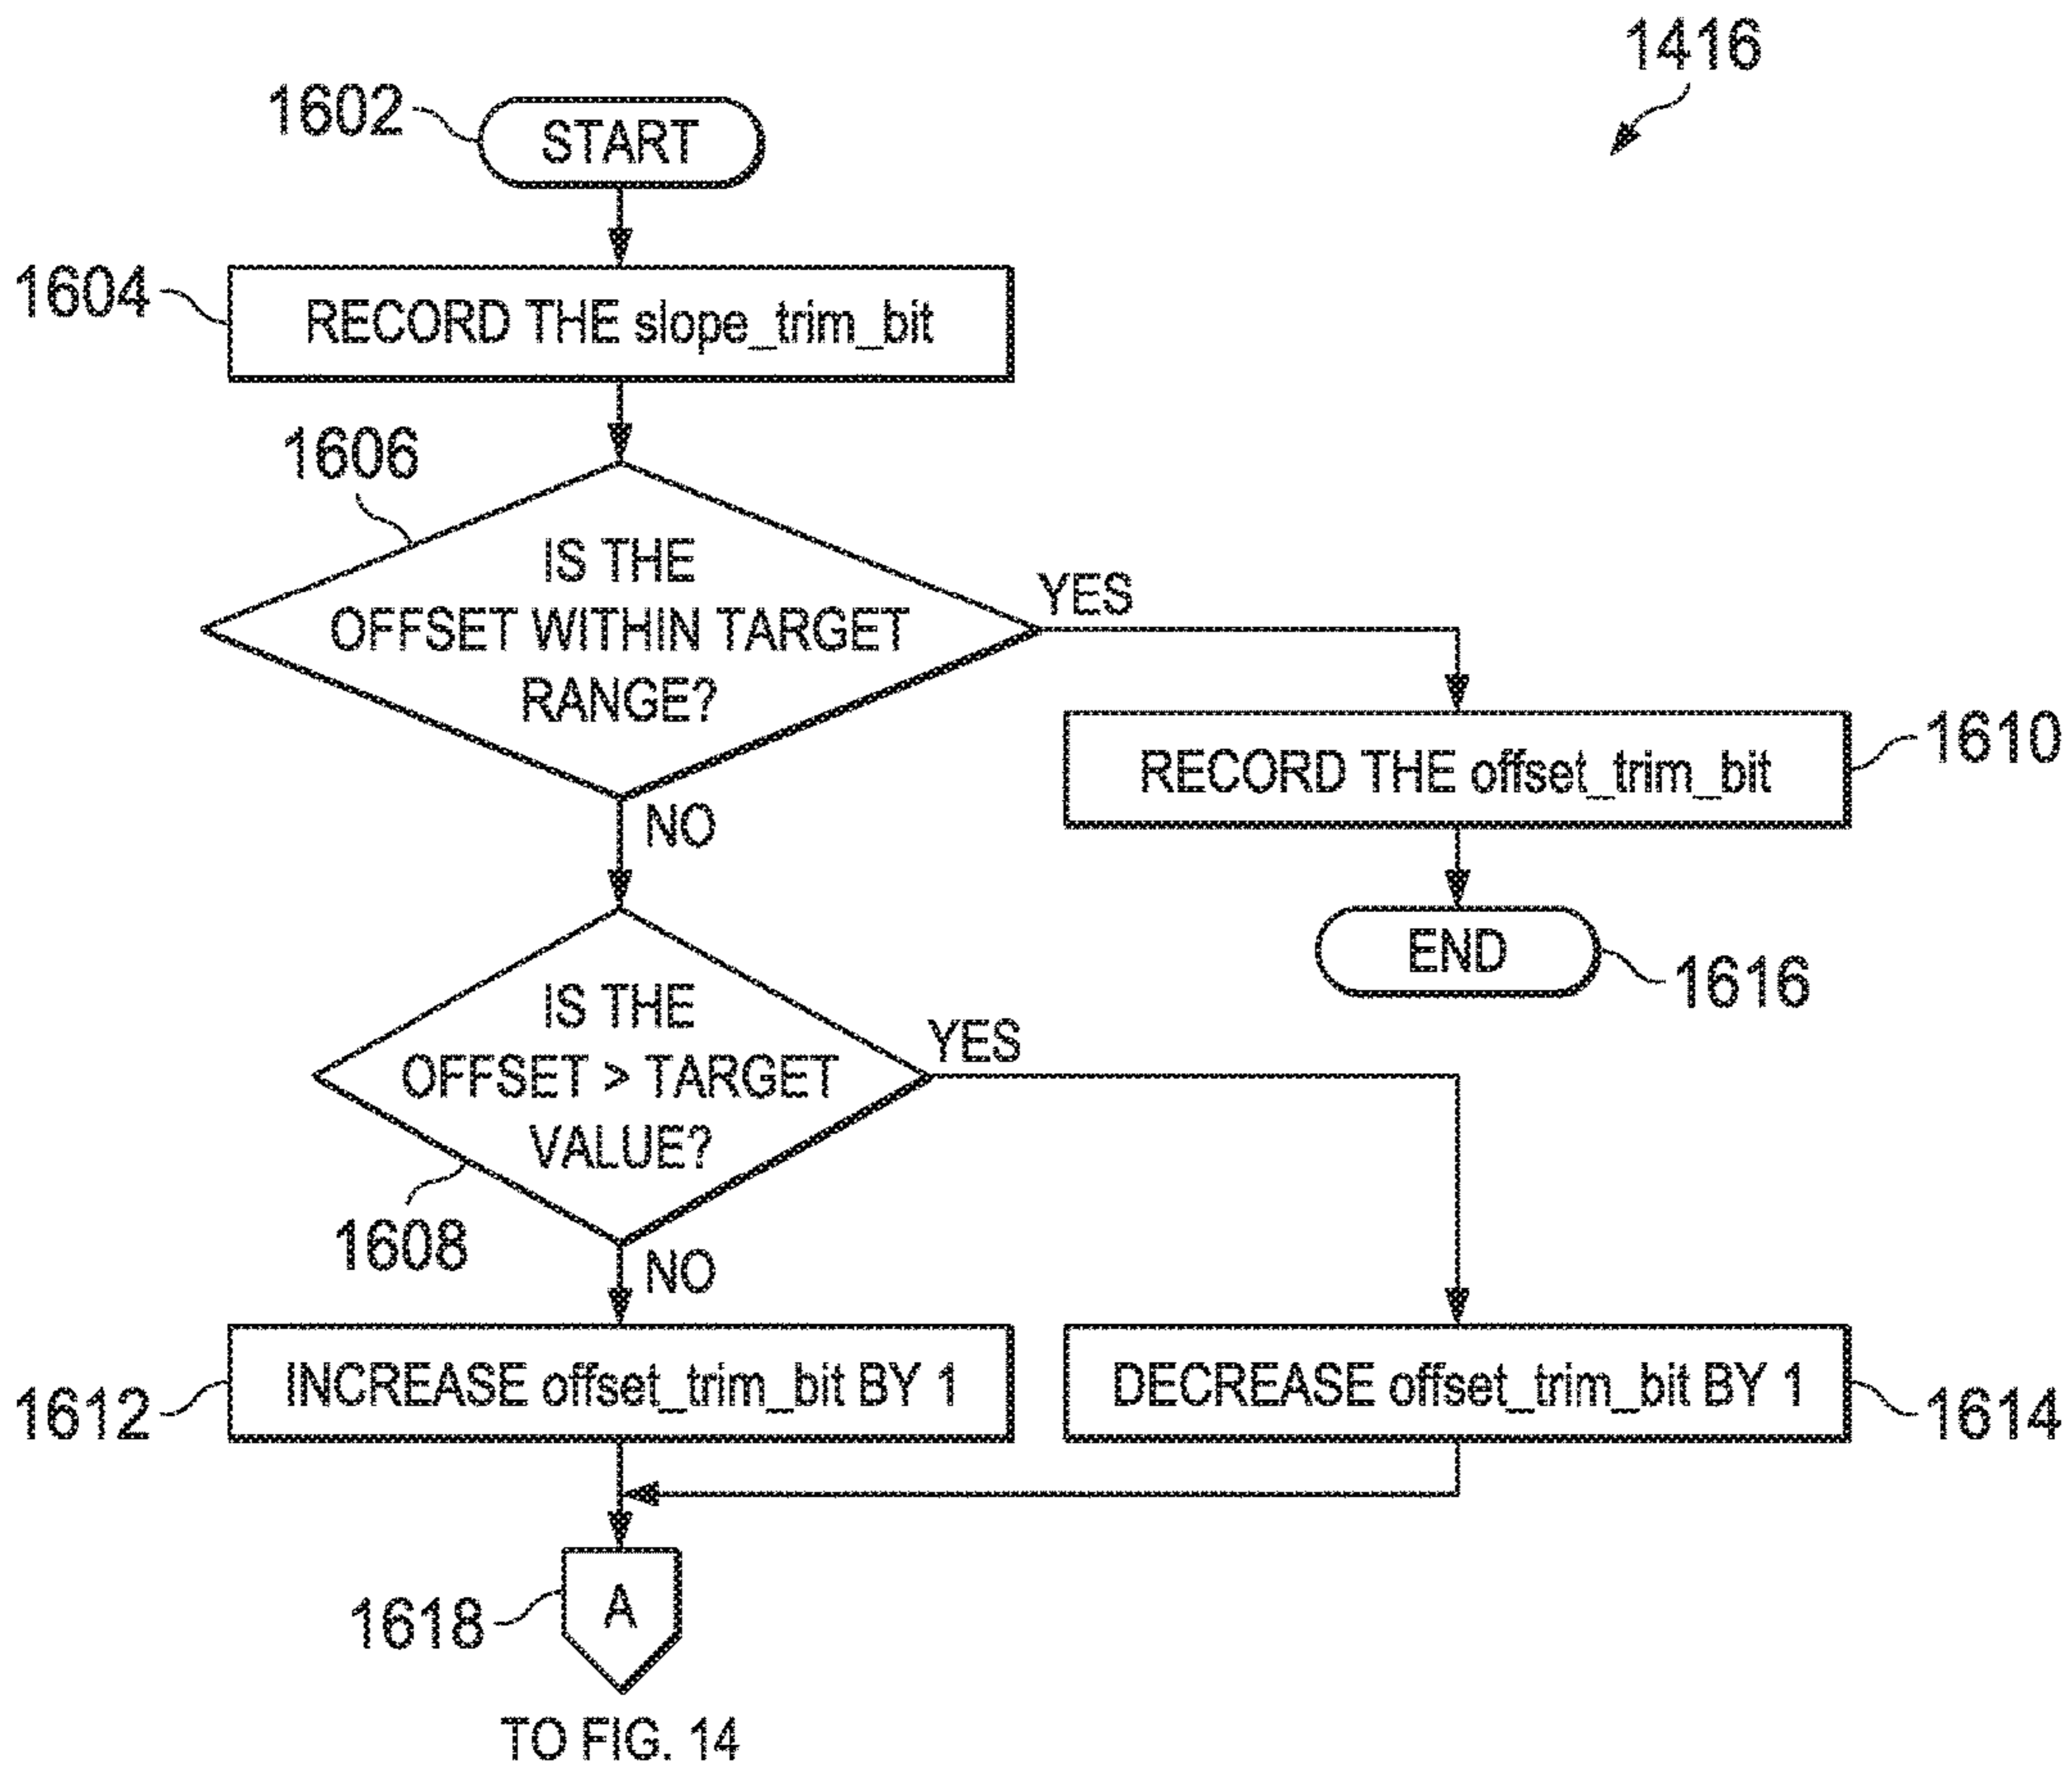 1416
1602
START
1604
RECORD THE slope_trim_bit
1606
IS THE
OFFSET WITHIN TARGET
RANGE?
YES
NO
RECORD THE offset_trim_bit
1610
END
1616
IS THE
OFFSET > TARGET
VALUE?
YES
1608
NO
1612
INCREASE offset_trim_bit BY 1
DECREASE offset_trim_bit BY 1
1614
1618
A
TO FIG. 14